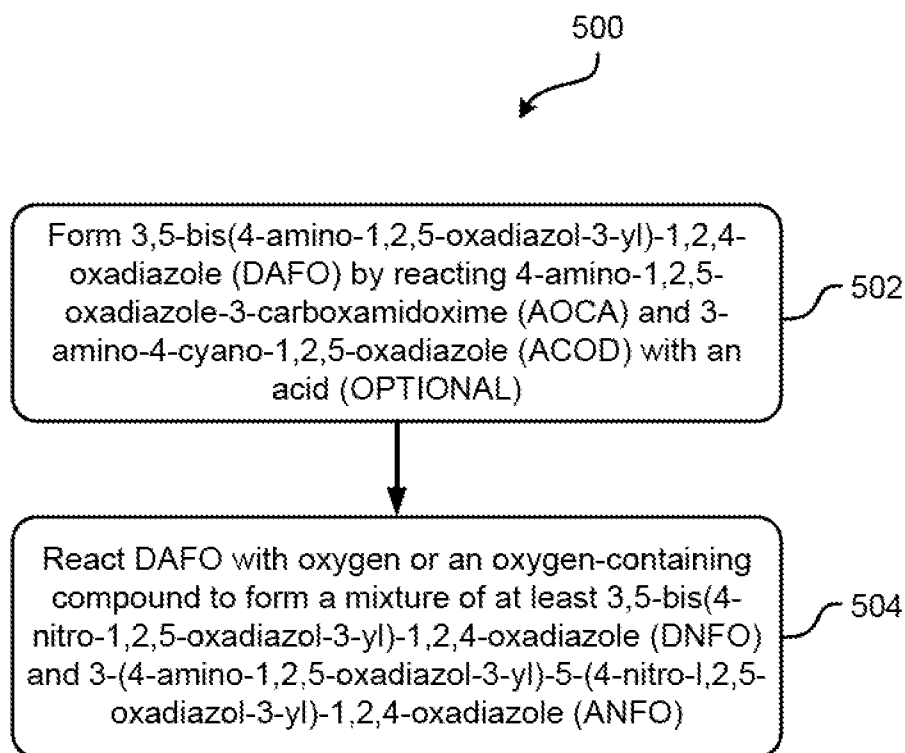 500
Form 3,5-bis(4-amino-1,2,5-oxadiazol-3-yl)-1,2,4-
oxadiazole (DAFO) by reacting 4-amino-1,2,5-
oxadiazole-3-carboxamidoxime (AOCA) and 3-
amino-4-cyano-1,2,5-oxadiazole (ACOD) with an
acid (OPTIONAL)
502
React DAFO with oxygen or an oxygen-containing
compound to form a mixture of at least 3,5-bis(4-
nitro-1,2,5-oxadiazol-3-yl)-1,2,4-oxadiazole (DNFO)
and 3-(4-amino-1,2,5-oxadiazol-3-yl)-5-(4-nitro-l,2,5-
oxadiazol-3-yl)-1,2,4-oxadiazole (ANFO)
504